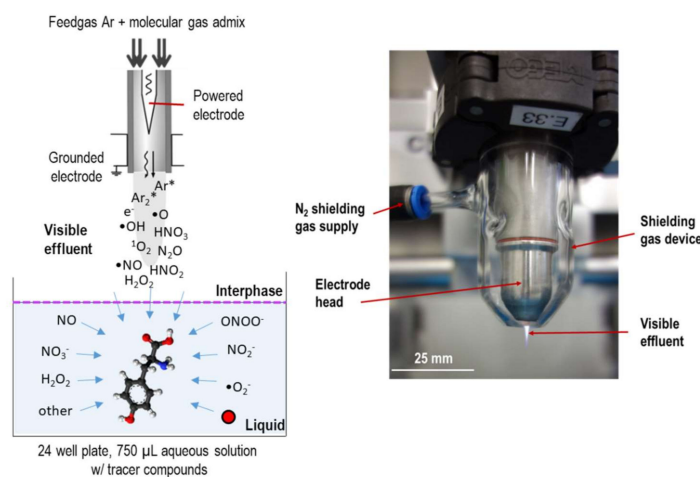 Feedgas Ar + molecular gas admix
Powered
electrode
Grounded
electrode
Ar*
Ar₂*
e⁻
•O
•OH
HNO₃
Visible
effluent
¹O₂
N₂O
•NO
HNO₂
H₂O₂
Interphase
NO
ONOO⁻
NO₃⁻
NO₂⁻
H₂O₂
•O₂⁻
other
Liquid
24 well plate, 750 µL aqueous solution
w/ tracer compounds
E.33
N₂ shielding
gas supply
Shielding
gas device
Electrode
head
Visible
effluent
25 mm